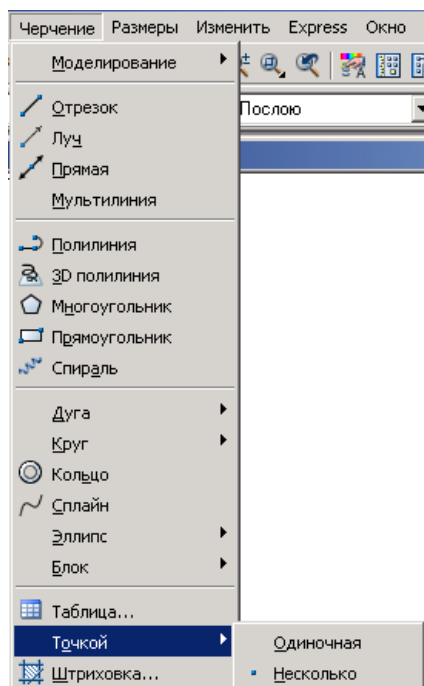 Черчение Размеры Изменить Express Окно
Моделирование
Послою
Отрезок
Луч
Прямая
Мультилиния
Полилиния
3D полилиния
Многоугольник
Прямоугольник
Спираль
Дуга
Круг
Кольцо
Сплайн
Эллипс
Блок
Таблица...
Точкой
Одиночная
Штриховка...
Несколько